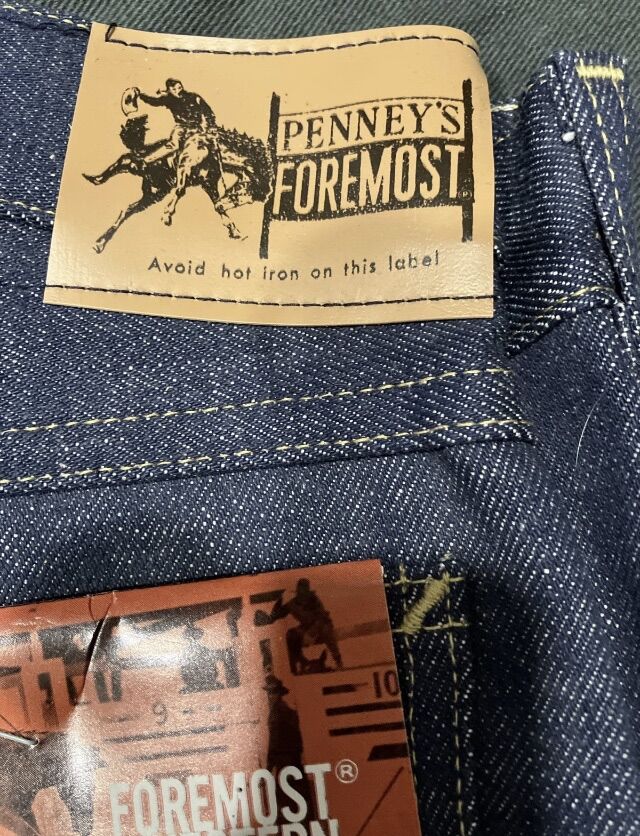 PENNEY'S
FOREMOST
Avoid hot iron on this label
9
10
FOREMOST®